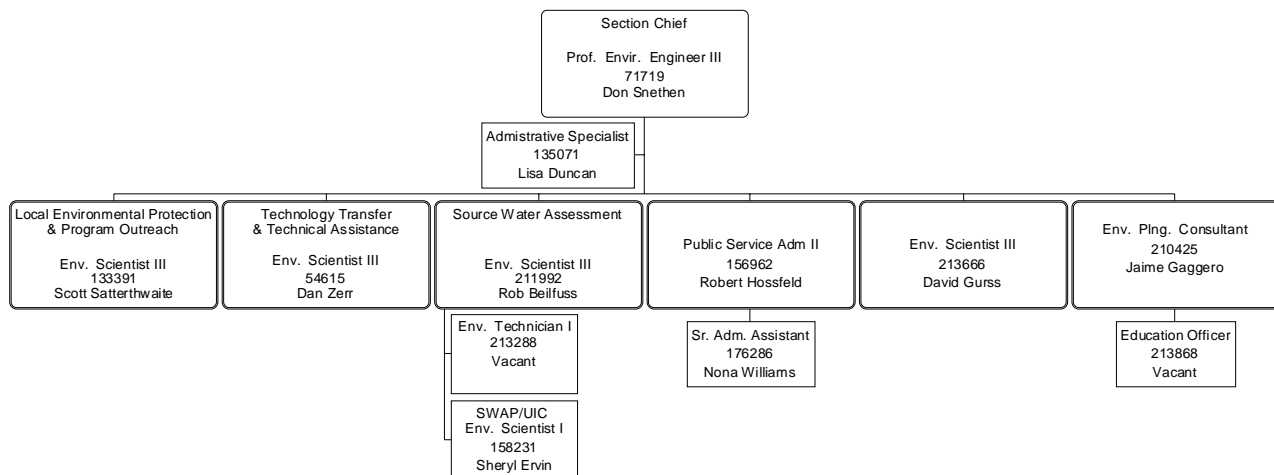 Section Chief
Prof. Envir. Engineer III
71719
Don Snethen
Admistrative Specialist
135071
Lisa Duncan
Local Environmental Protection
& Program Outreach
Env. Scientist III
133391
Scott Satterthwaite
Technology Transfer
& Technical Assistance
Env. Scientist III
54615
Dan Zerr
Source Water Assessment
Env. Scientist III
211992
Rob Beilfuss
Public Service Adm II
156962
Robert Hossfeld
Env. Scientist III
213666
David Gurss
Env. Plng. Consultant
210425
Jaime Gaggero
Env. Technician I
213288
Vacant
Sr. Adm. Assistant
176286
Nona Williams
Education Officer
213868
Vacant
SWAP/UIC
Env. Scientist I
158231
Sheryl Ervin